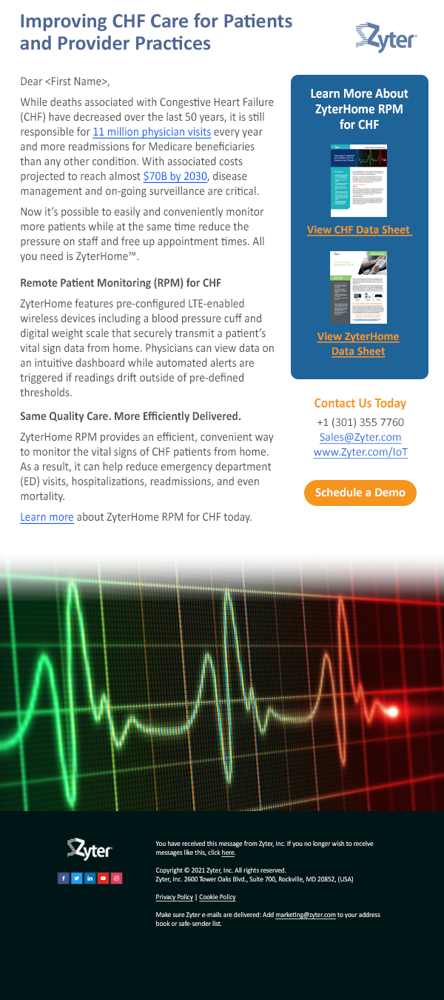 Improving CHF Care for Patients
and Provider Practices
Zyter®
Dear <First Name>,
While deaths associated with Congestive Heart Failure
(CHF) have decreased over the last 50 years, it is still
responsible for 11 million physician visits every year
and more readmissions for Medicare beneficiaries
than any other condition. With associated costs
projected to reach almost $70B by 2030, disease
management and on-going surveillance are critical.
Now it's possible to easily and conveniently monitor
more patients while at the same time reduce the
pressure on staff and free up appointment times. All
you need is ZyterHome™.
Remote Patient Monitoring (RPM) for CHF
ZyterHome features pre-configured LTE-enabled
wireless devices including a blood pressure cuff and
digital weight scale that securely transmit a patient's
vital sign data from home. Physicians can view data on
an intuitive dashboard while automated alerts are
triggered if readings drift outside of pre-defined
thresholds.
Same Quality Care. More Efficiently Delivered.
ZyterHome RPM provides an efficient, convenient way
to monitor the vital signs of CHF patients from home.
As a result, it can help reduce emergency department
(ED) visits, hospitalizations, readmissions, and even
mortality.
Learn more about ZyterHome RPM for CHF today.
Learn More About
ZyterHome RPM
for CHF
View CHF Data Sheet
View ZyterHome
Data Sheet
Contact Us Today
+1 (301) 355 7760
Sales@Zyter.com
www.Zyter.com/IoT
Schedule a Demo
Zyter®
You have received this message from Zyter, Inc. If you no longer wish to receive
messages like this, click here.
Copyright © 2021 Zyter, Inc. All rights reserved.
Zyter, Inc. 2600 Tower Oaks Blvd., Suite 700, Rockville, MD 20852, (USA)
Privacy Policy | Cookie Policy
Make sure Zyter e-mails are delivered: Add marketing@zyter.com to your address
book or safe-sender list.